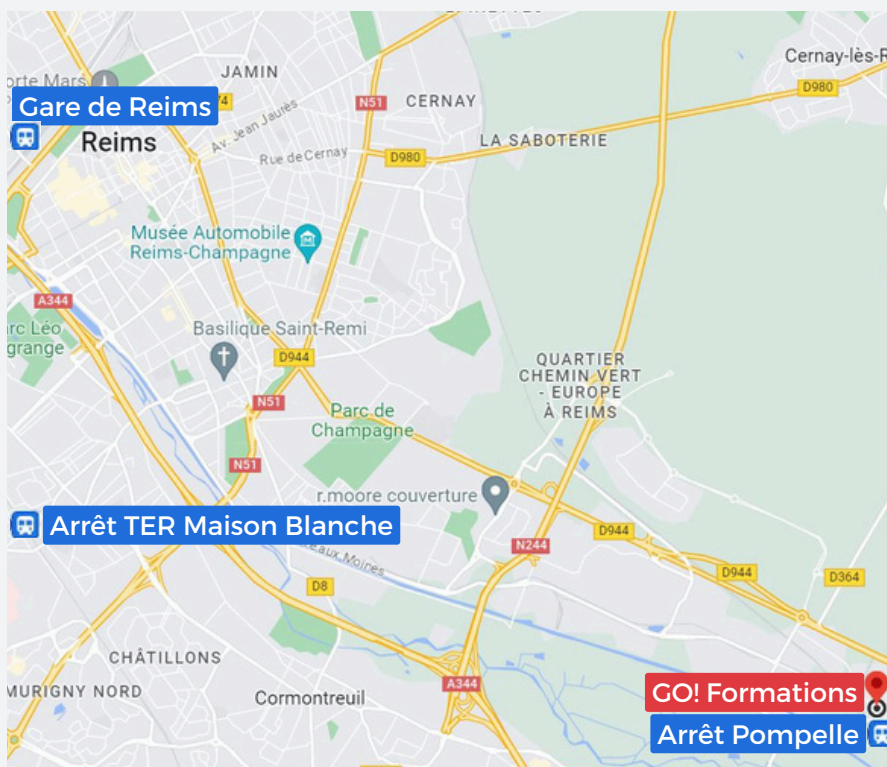 JAMIN
Cernay-lès-R
orte Mars
D980
Gare de Reims
N51
CERNAY
Reims
Av. Jean Jaurès
LA SABOTERIE
Rue de Cernay
D980
Musée Automobile
Reims-Champagne
A344
arc Léo
grange
Basilique Saint-Remi
D944
QUARTIER
CHEMIN VERT
- EUROPE
À REIMS
N51
Parc de
Champagne
N51
r.moore couverture
Arrêt TER Maison Blanche
D944
N244
eaux Moines
D944
D364
D8
CHÂTILLONS
MURIGNY NORD
Cormontreuil
A344
GO! Formations
Arrêt Pompelle